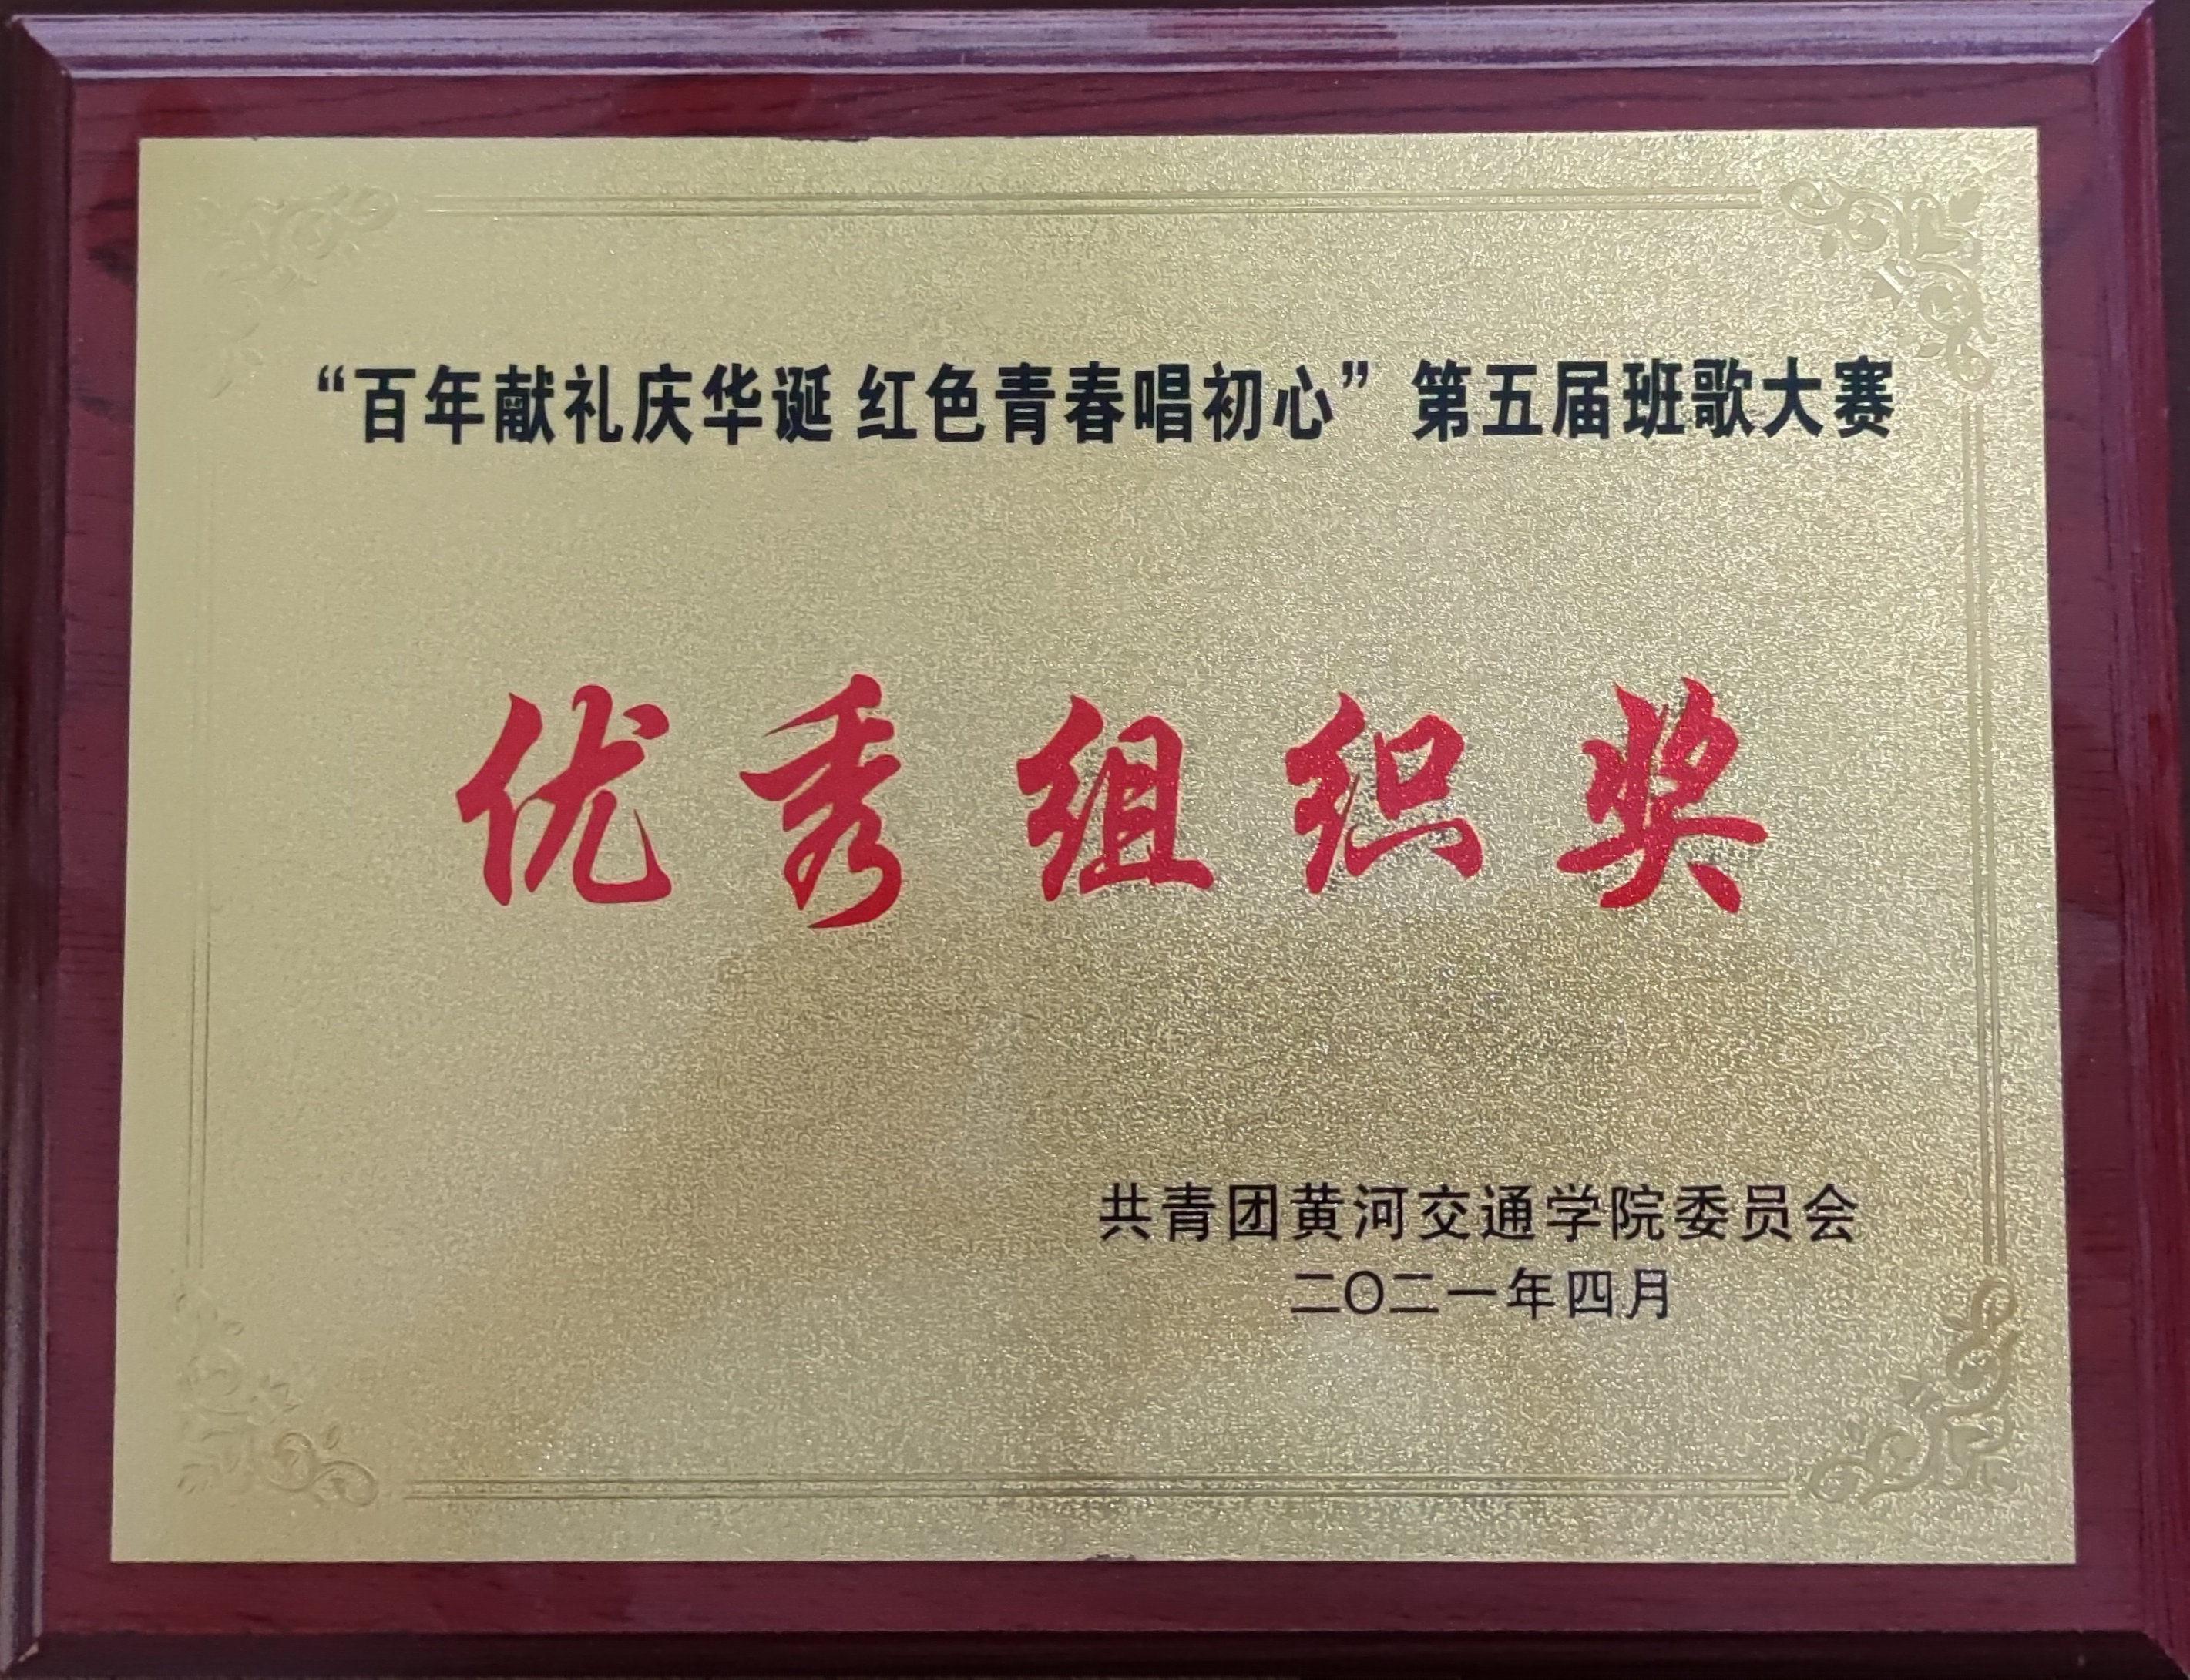 “百年献礼庆华诞 红色青春唱初心”第五届班歌大赛
优秀组织奖
共青团黄河交通学院委员会
二〇二一年四月